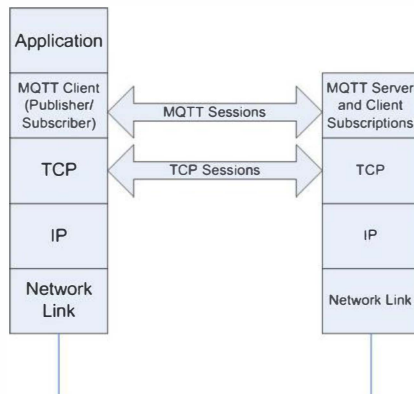 Application
MQTT Client
(Publisher/
Subscriber)
MQTT Sessions
MQTT Server
and Client
Subscriptions
TCP
TCP Sessions
TCP
IP
IP
Network
Link
Network Link